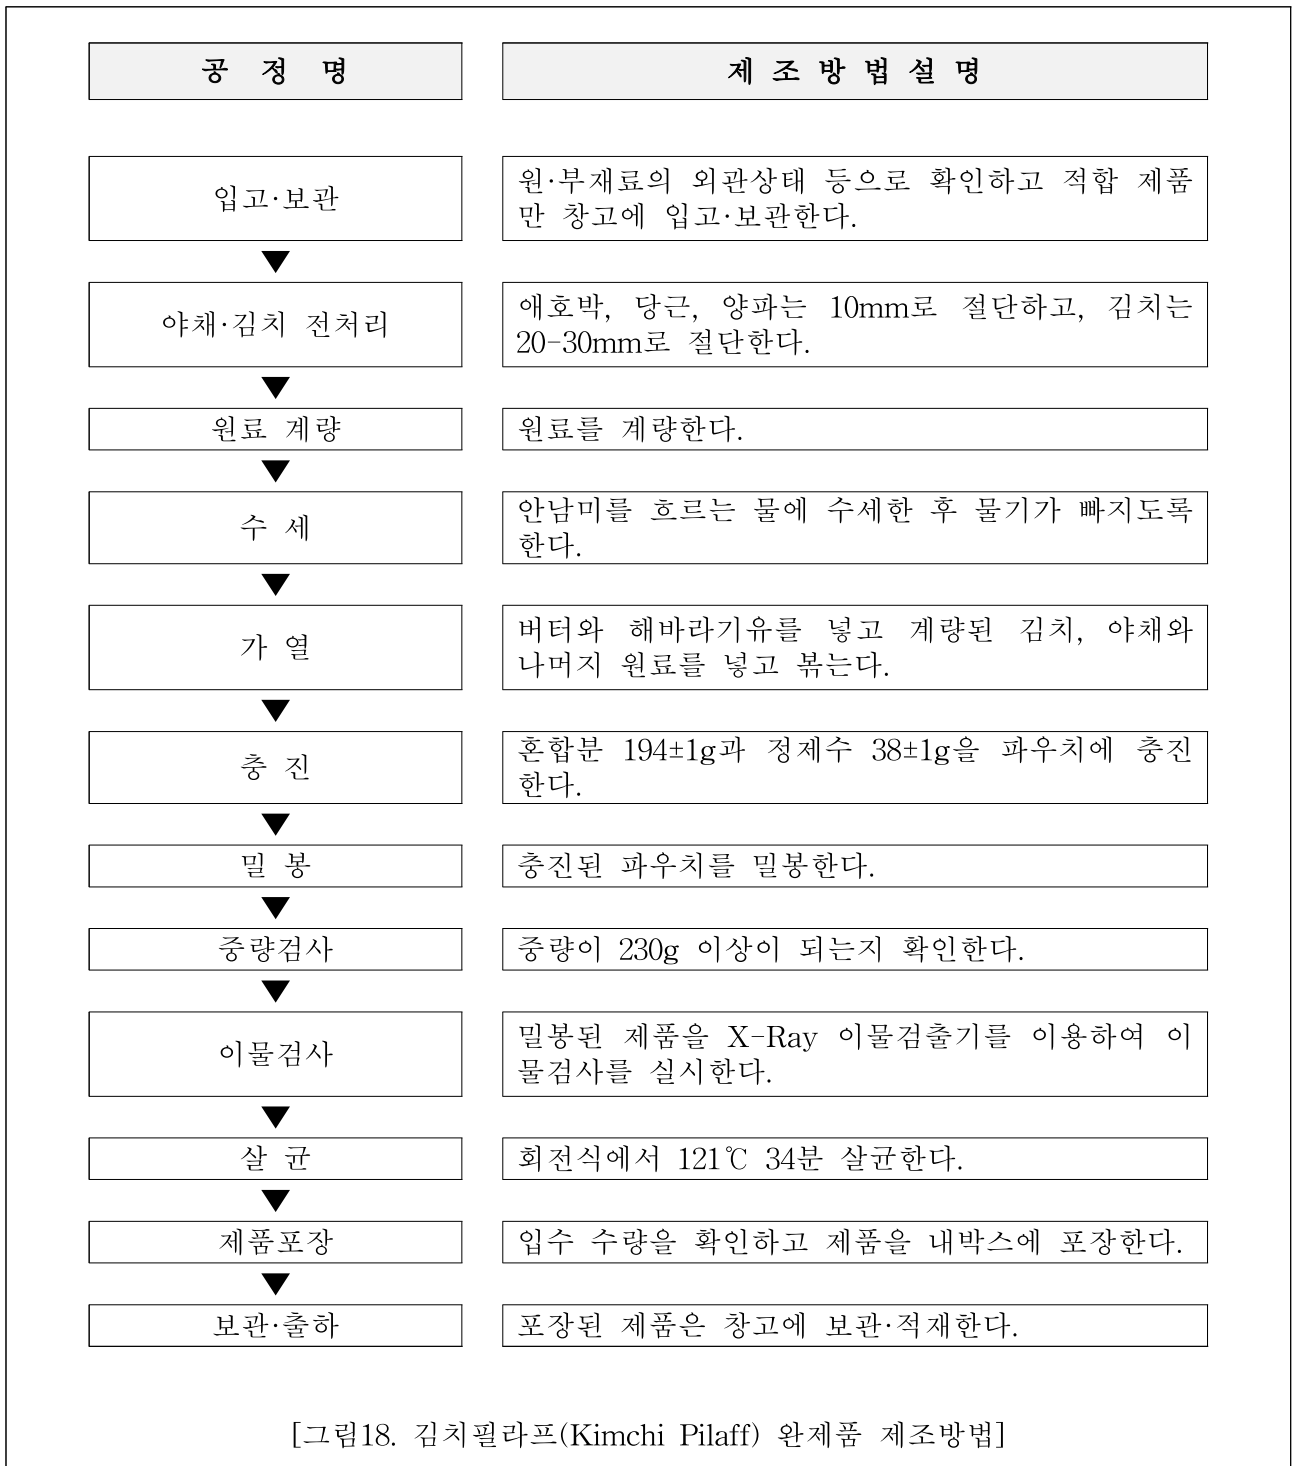 공 정 명
제 조 방 법 설 명
입고·보관
원·부재료의 외관상태 등으로 확인하고 적합 제품
만 창고에 입고·보관한다.
▼
야채·김치 전처리
애호박, 당근, 양파는 10mm로 절단하고, 김치는
20-30mm로 절단한다.
▼
원료 계량
원료를 계량한다.
▼
수 세
안남미를 흐르는 물에 수세한 후 물기가 빠지도록
한다.
▼
가 열
버터와 해바라기유를 넣고 계량된 김치, 야채와
나머지 원료를 넣고 볶는다.
▼
충 진
혼합분 194±1g과 정제수 38±1g을 파우치에 충진
한다.
▼
밀 봉
충진된 파우치를 밀봉한다.
▼
중량검사
중량이 230g 이상이 되는지 확인한다.
▼
이물검사
밀봉된 제품을 X-Ray 이물검출기를 이용하여 이
물검사를 실시한다.
▼
살 균
회전식에서 121℃ 34분 살균한다.
▼
제품포장
입수 수량을 확인하고 제품을 내박스에 포장한다.
▼
보관·출하
포장된 제품은 창고에 보관·적재한다.
[그림18. 김치필라프(Kimchi Pilaff) 완제품 제조방법]